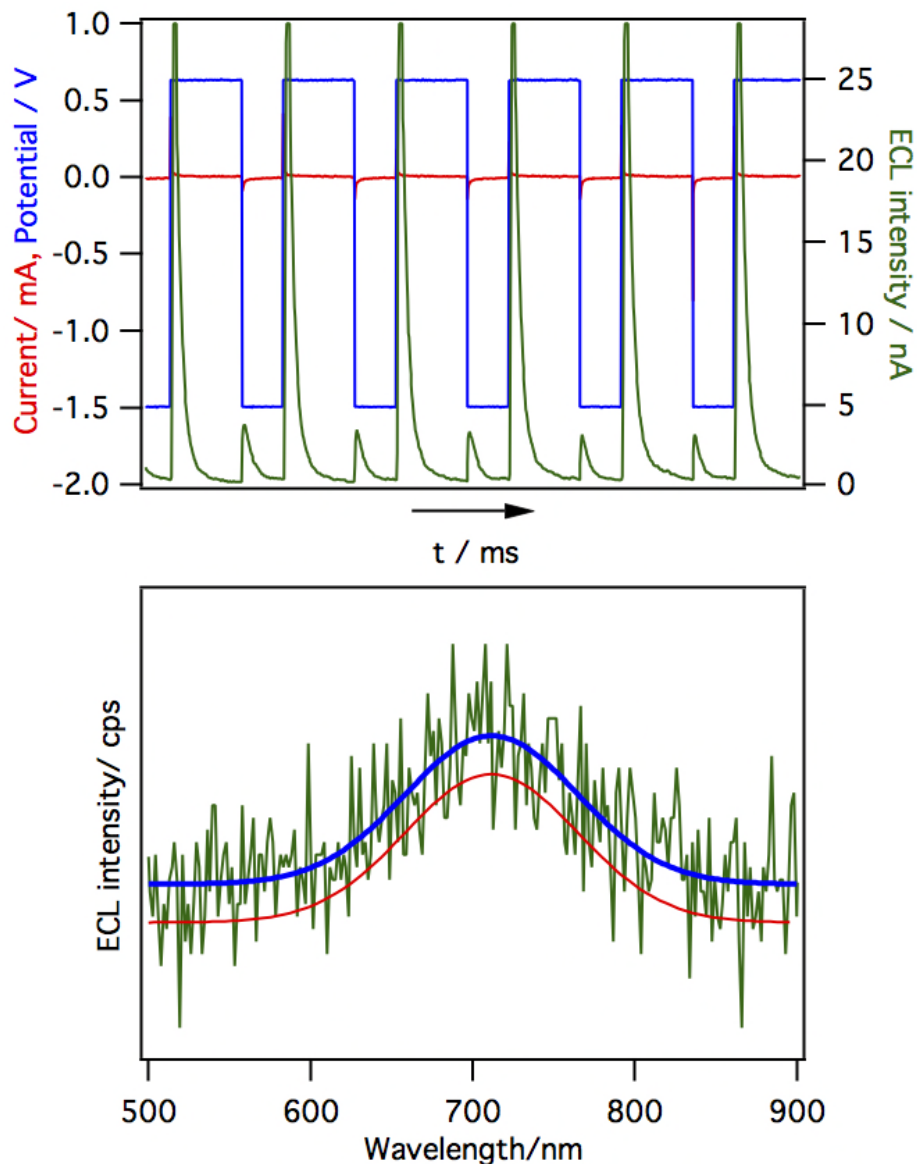 Current/ mA, Potential / V
1.0
0.5
0.0
-0.5
-1.0
-1.5
-2.0
25
20
15
10
5
0
ECL intensity / nA
t / ms
ECL intensity/ cps
500 600 700 800 900
Wavelength/nm